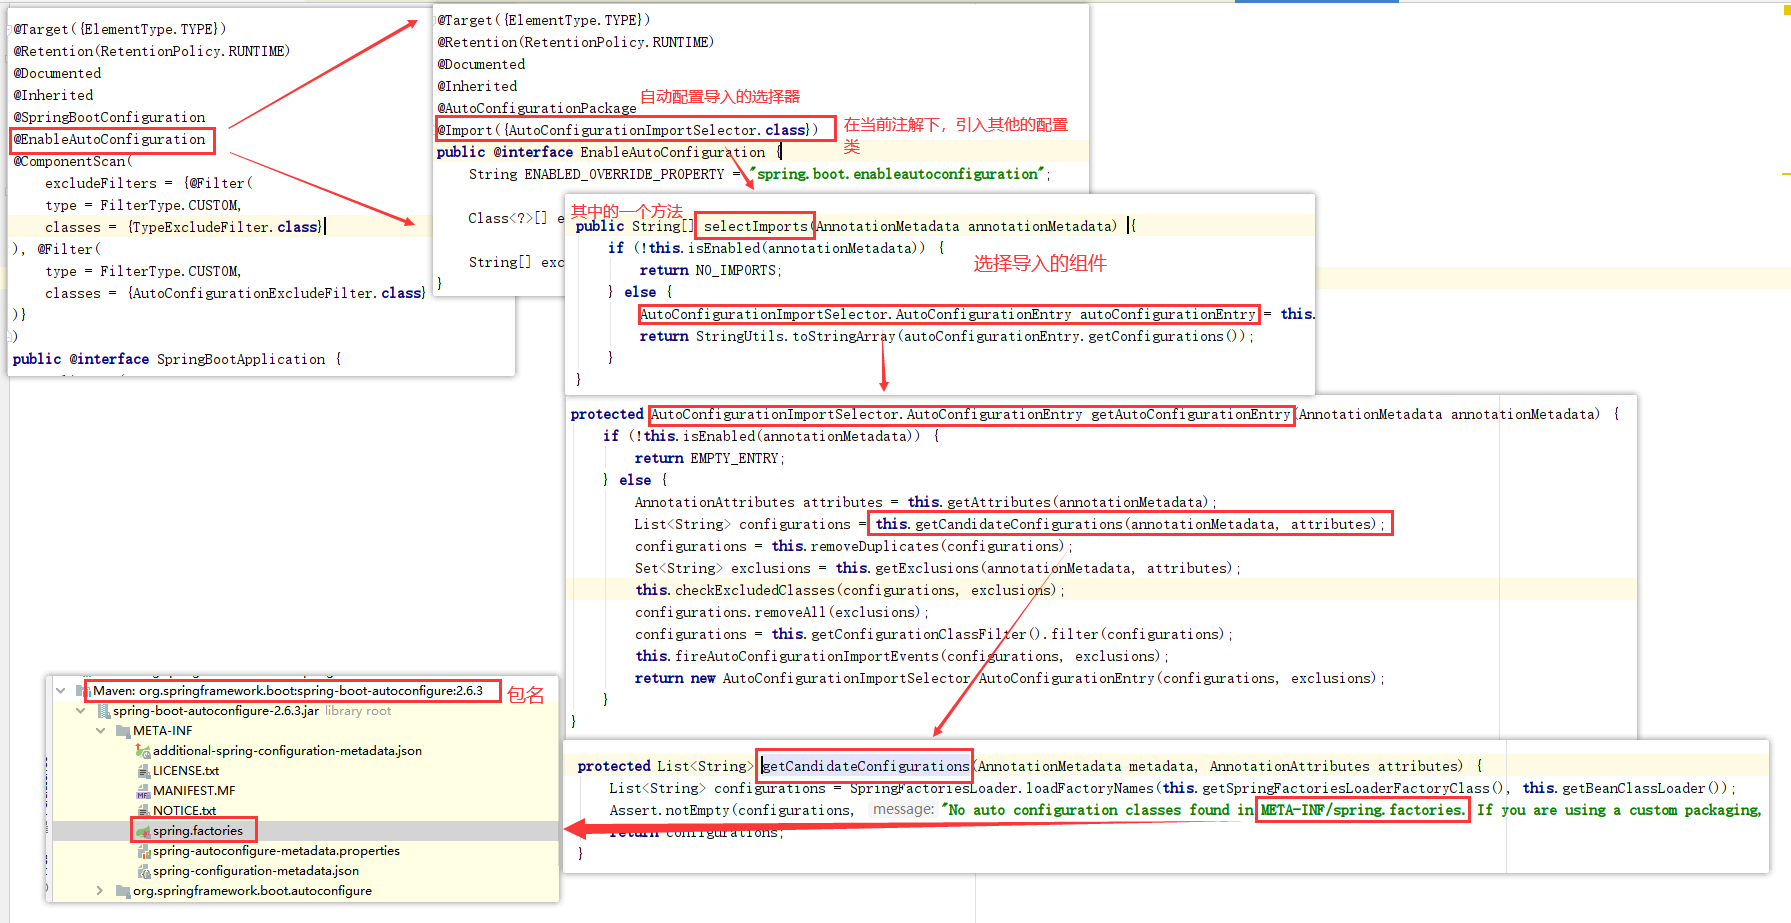 @Target({ElementType.TYPE})
@Retention(RetentionPolicy.RUNTIME)
@Documented
@Inherited
@SpringBootConfiguration
@EnableAutoConfiguration
@ComponentScan(
excludeFilters = {@Filter(
type = FilterType.CUSTOM,
classes = {TypeExcludeFilter.class}
), @Filter(
type = FilterType.CUSTOM,
classes = {AutoConfigurationExcludeFilter.class}
)}
)
public @interface SpringBootApplication {
@Target({ElementType.TYPE})
@Retention(RetentionPolicy.RUNTIME)
@Documented
@Inherited
@AutoConfigurationPackage
自动配置导入的选择器
@Import({AutoConfigurationImportSelector.class})
在当前注解下，引入其他的配置
类
public @interface EnableAutoConfiguration {
String ENABLED_OVERRIDE_PROPERTY = "spring.boot.enableautoconfiguration";
Class<?>[] e
String[] exc
}
其中的一个方法
public String[] selectImports(AnnotationMetadata annotationMetadata) {
if (!this.isEnabled(annotationMetadata)) {
return NO_IMPORTS;
选择导入的组件
} else {
AutoConfigurationImportSelector.AutoConfigurationEntry autoConfigurationEntry = this.
return StringUtils.toStringArray(autoConfigurationEntry.getConfigurations());
}
}
protected AutoConfigurationImportSelector.AutoConfigurationEntry getAutoConfigurationEntry(AnnotationMetadata annotationMetadata) {
if (!this.isEnabled(annotationMetadata)) {
return EMPTY_ENTRY;
} else {
AnnotationAttributes attributes = this.getAttributes(annotationMetadata);
List<String> configurations = this.getCandidateConfigurations(annotationMetadata, attributes);
configurations = this.removeDuplicates(configurations);
Set<String> exclusions = this.getExclusions(annotationMetadata, attributes);
this.checkExcludedClasses(configurations, exclusions);
configurations.removeAll(exclusions);
configurations = this.getConfigurationClassFilter().filter(configurations);
this.fireAutoConfigurationImportEvents(configurations, exclusions);
return new AutoConfigurationImportSelector.AutoConfigurationEntry(configurations, exclusions);
}
}
Maven: org.springframework.boot:spring-boot-autoconfigure:2.6.3
包名
spring-boot-autoconfigure-2.6.3.jar library root
META-INF
additional-spring-configuration-metadata.json
LICENSE.txt
MANIFEST.MF
NOTICE.txt
spring.factories
spring-autoconfigure-metadata.properties
spring-configuration-metadata.json
org.springframework.boot.autoconfigure
protected List<String> getCandidateConfigurations(AnnotationMetadata metadata, AnnotationAttributes attributes) {
List<String> configurations = SpringFactoriesLoader.loadFactoryNames(this.getSpringFactoriesLoaderFactoryClass(), this.getBeanClassLoader());
Assert.notEmpty(configurations, message: "No auto configuration classes found in META-INF/spring.factories. If you are using a custom packaging,
return configurations;
}